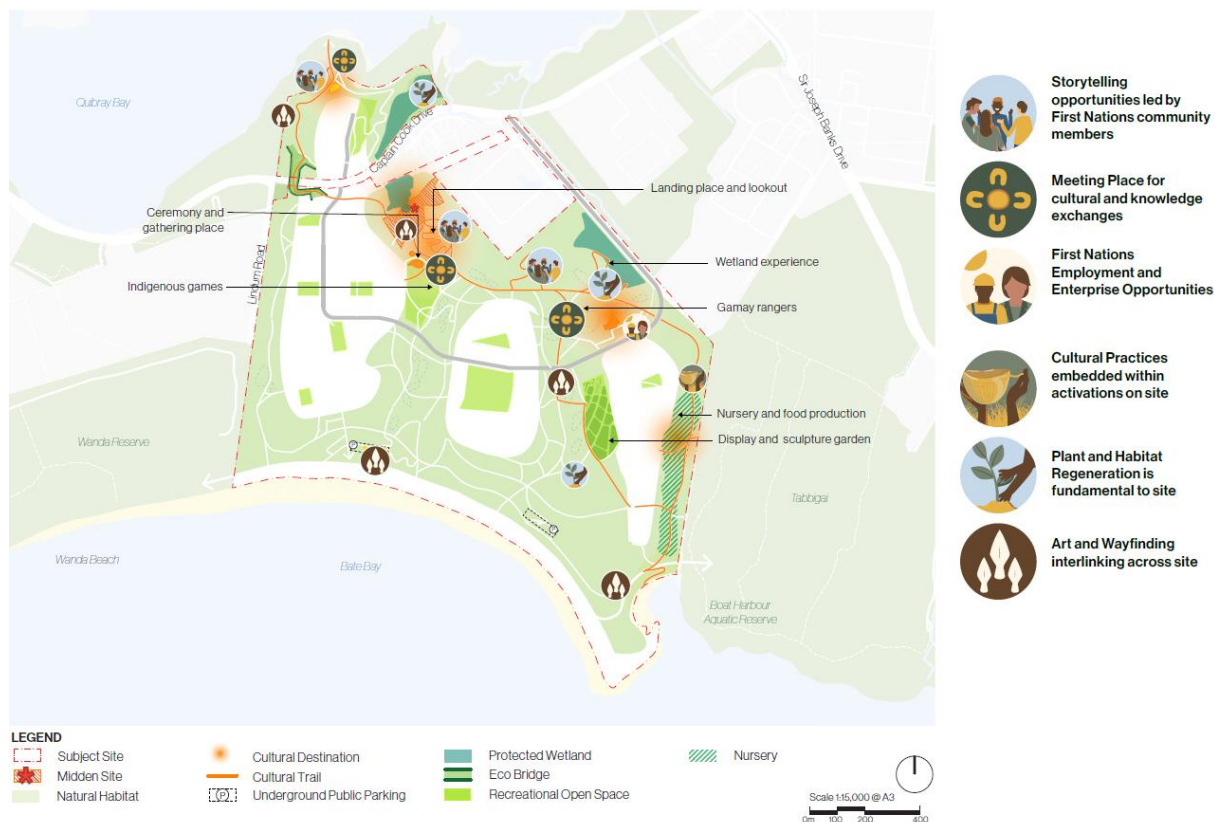 Quibray Bay
Captain Cook Drive
Sir Joseph Banks Drive
Landing place and lookout
Ceremony and
gathering place
Lindum Road
Wetland experience
Indigenous games
Gamay rangers
Nursery and food production
Display and sculpture garden
Wanda Reserve
P
Tabbigai
P
Wanda Beach
Bate Bay
Boat Harbour
Aquatic Reserve
Storytelling
opportunities led by
First Nations community
members
Meeting Place for
cultural and knowledge
exchanges
First Nations
Employment and
Enterprise Opportunities
Cultural Practices
embedded within
activations on site
Plant and Habitat
Regeneration is
fundamental to site
Art and Wayfinding
interlinking across site
LEGEND
Subject Site
Midden Site
Natural Habitat
Cultural Destination
Cultural Trail
P Underground Public Parking
Protected Wetland
Eco Bridge
Recreational Open Space
Nursery
Scale 1:15,000 @ A3
0m 100 200 400